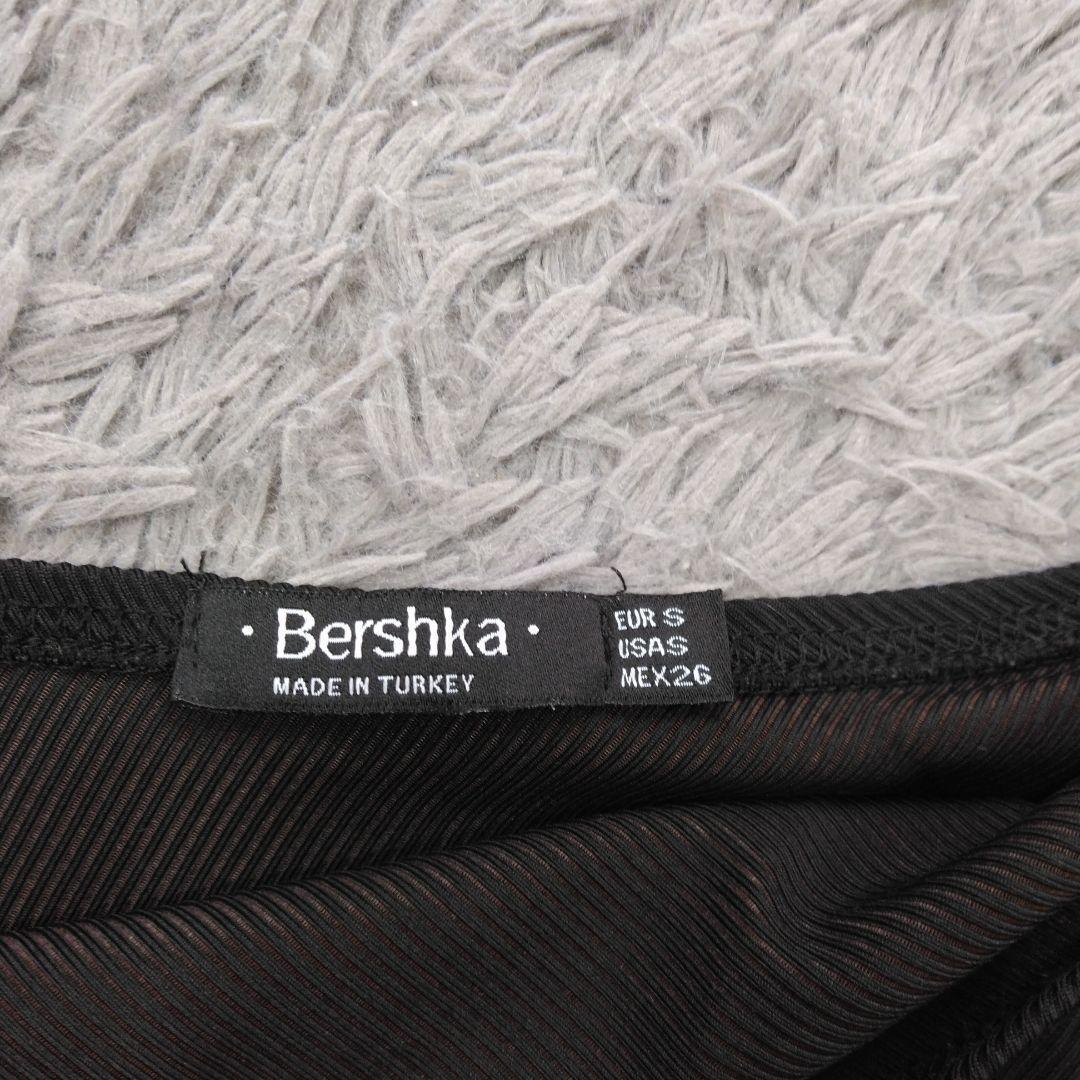 · Bershka ·
MADE IN TURKEY
EUR S
USA S
MEX 26